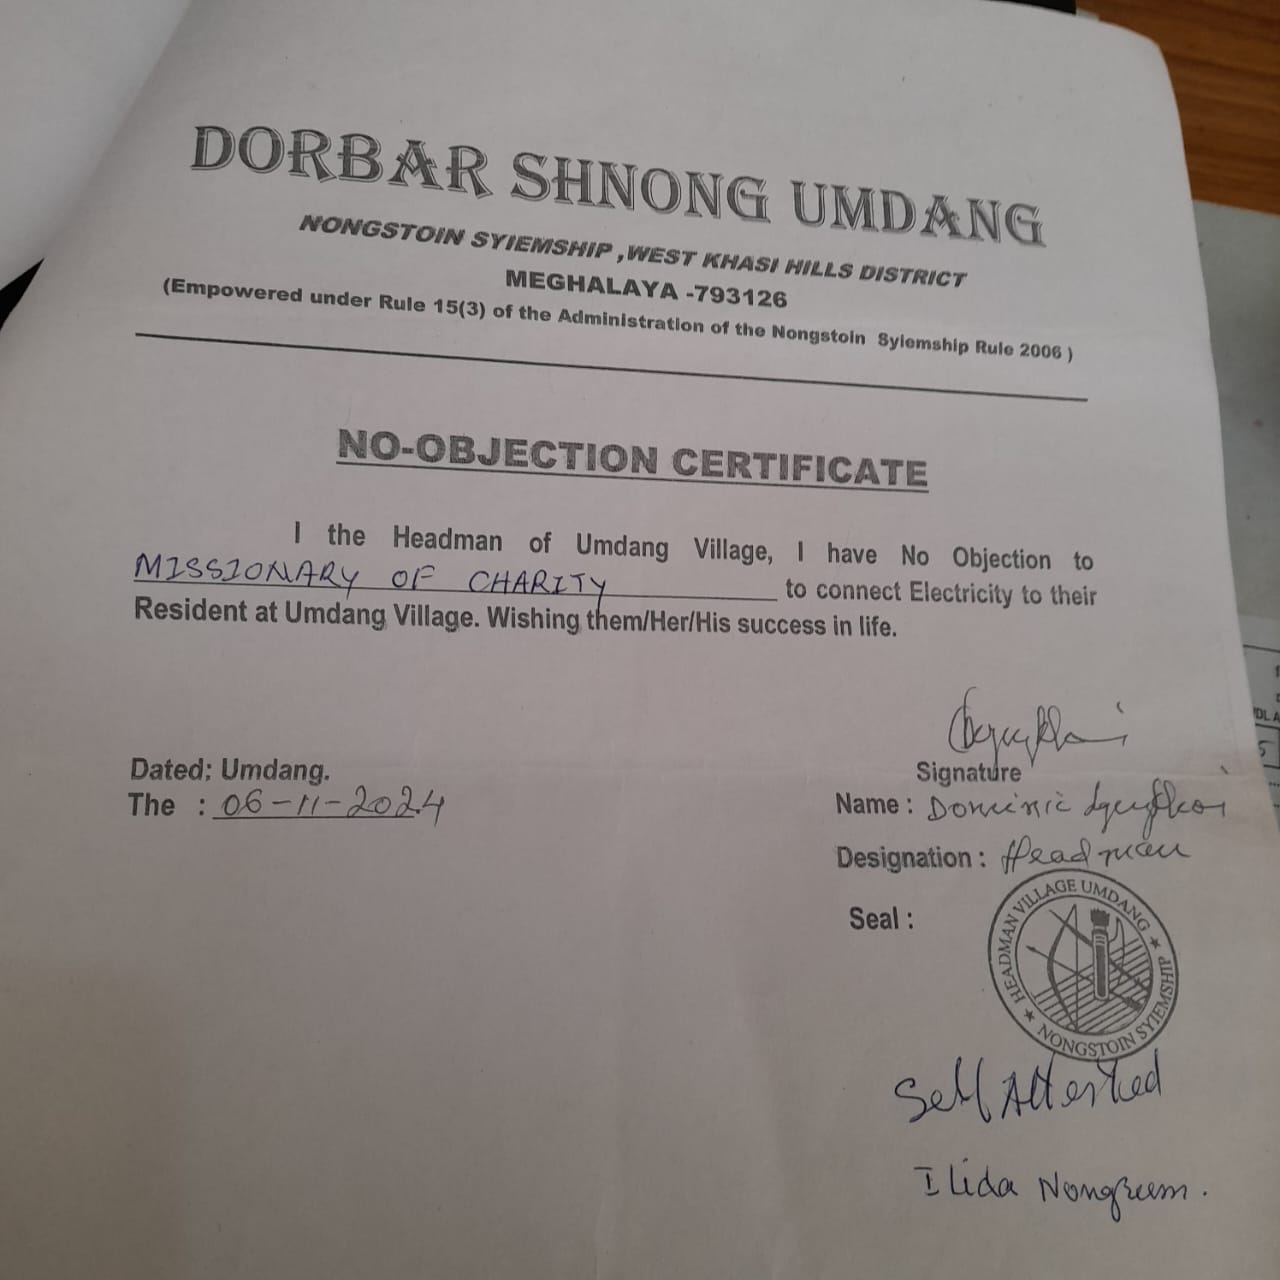 DORBAR SHNONG UMDANG
NONGSTOIN SYIEMSHIP ,WEST KHASI HILLS DISTRICT
MEGHALAYA -793126
(Empowered under Rule 15(3) of the Administration of the Nongstoin Syiemship Rule 2006 )
NO-OBJECTION CERTIFICATE
I the Headman of Umdang Village, I have No Objection to
MISSIONARY OF CHARITY to connect Electricity to their
Resident at Umdang Village. Wishing them/Her/His success in life.
Signature
Dated; Umdang.
The : 06-11-2024
Name : Dominic
Designation : Headman
Seal :
HEADMAN VILLAGE UMDANG
NONGSTOIN SYIEMSHIP
Self Attested
Ilida Nongrum.